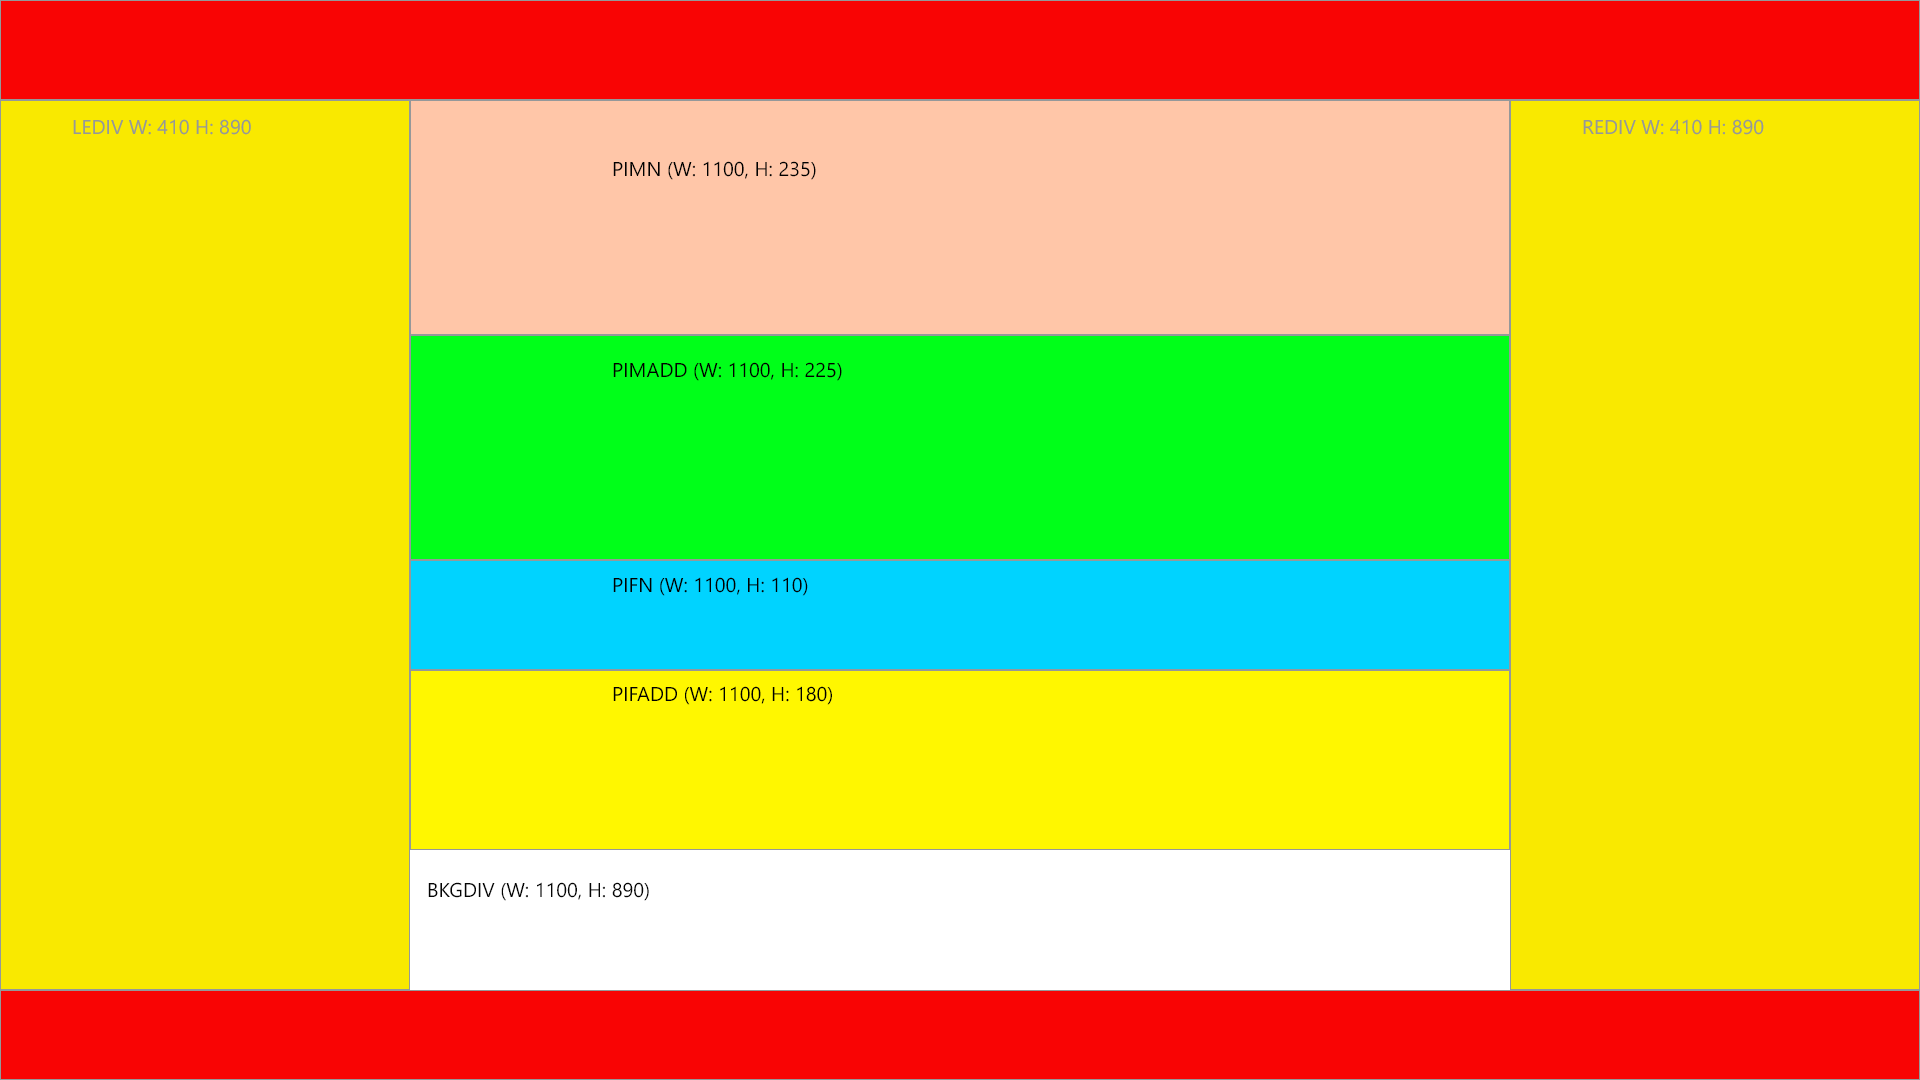 LEDIV W: 410 H: 890
REDIV W: 410 H: 890
PIMN (W: 1100, H: 235)
PIMADD (W: 1100, H: 225)
PIFN (W: 1100, H: 110)
PIFADD (W: 1100, H: 180)
BKGDIV (W: 1100, H: 890)